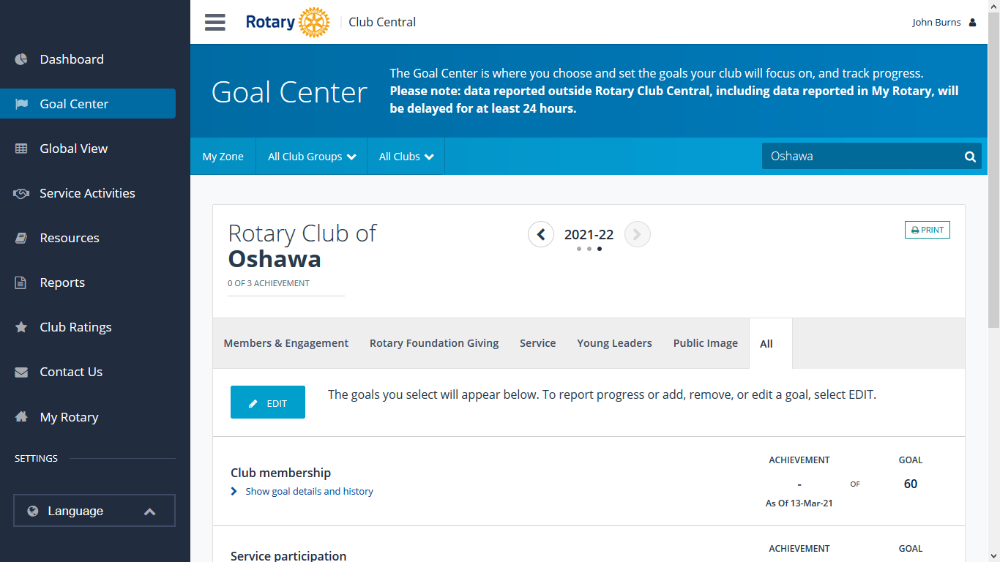 Dashboard
Goal Center
Global View
Service Activities
Resources
Reports
Club Ratings
Contact Us
My Rotary
SETTINGS
Language
Rotary
Club Central
John Burns
Goal Center
The Goal Center is where you choose and set the goals your club will focus on, and track progress.
Please note: data reported outside Rotary Club Central, including data reported in My Rotary, will
be delayed for at least 24 hours.
My Zone
All Club Groups
All Clubs
Oshawa
Rotary Club of
Oshawa
0 OF 3 ACHIEVEMENT
2021-22
PRINT
Members & Engagement
Rotary Foundation Giving
Service
Young Leaders
Public Image
All
EDIT
The goals you select will appear below. To report progress or add, remove, or edit a goal, select EDIT.
Club membership
Show goal details and history
ACHIEVEMENT
GOAL
-
OF
60
As Of 13-Mar-21
Service participation
ACHIEVEMENT
GOAL